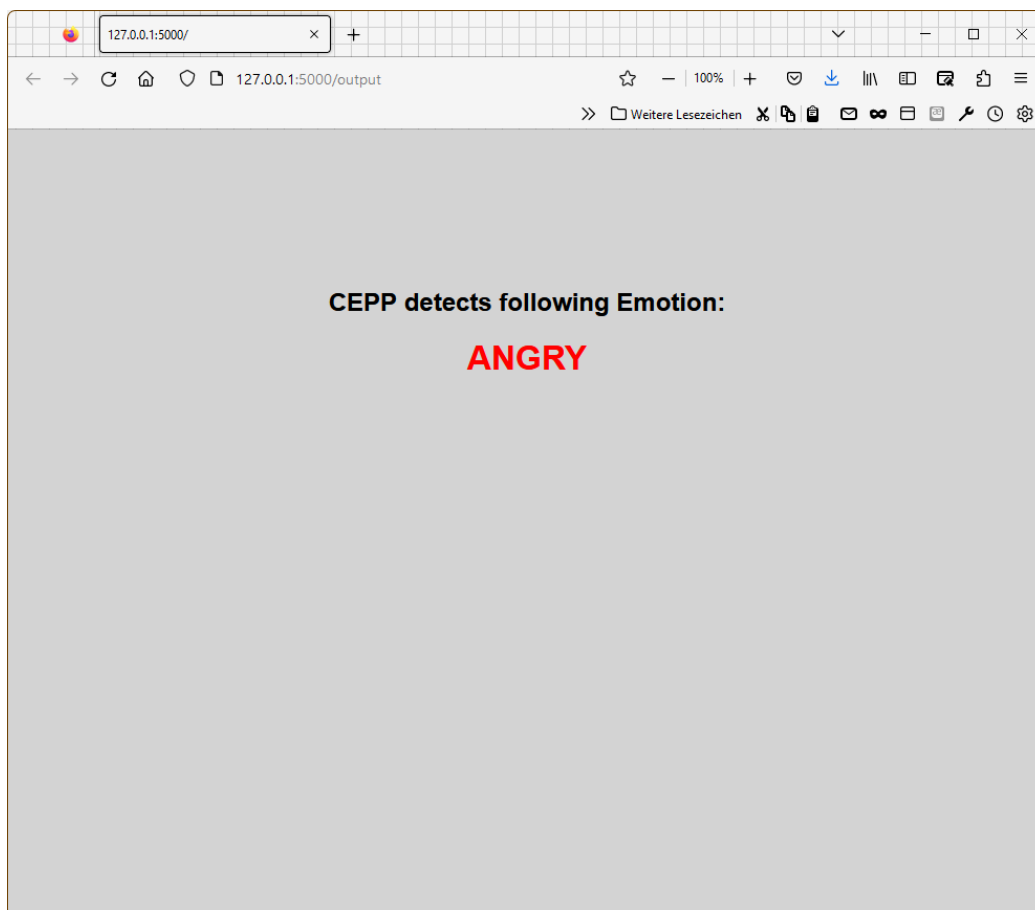 127.0.0.1:5000/
127.0.0.1:5000/output
100%
Weitere Lesezeichen
CEPP detects following Emotion:
ANGRY